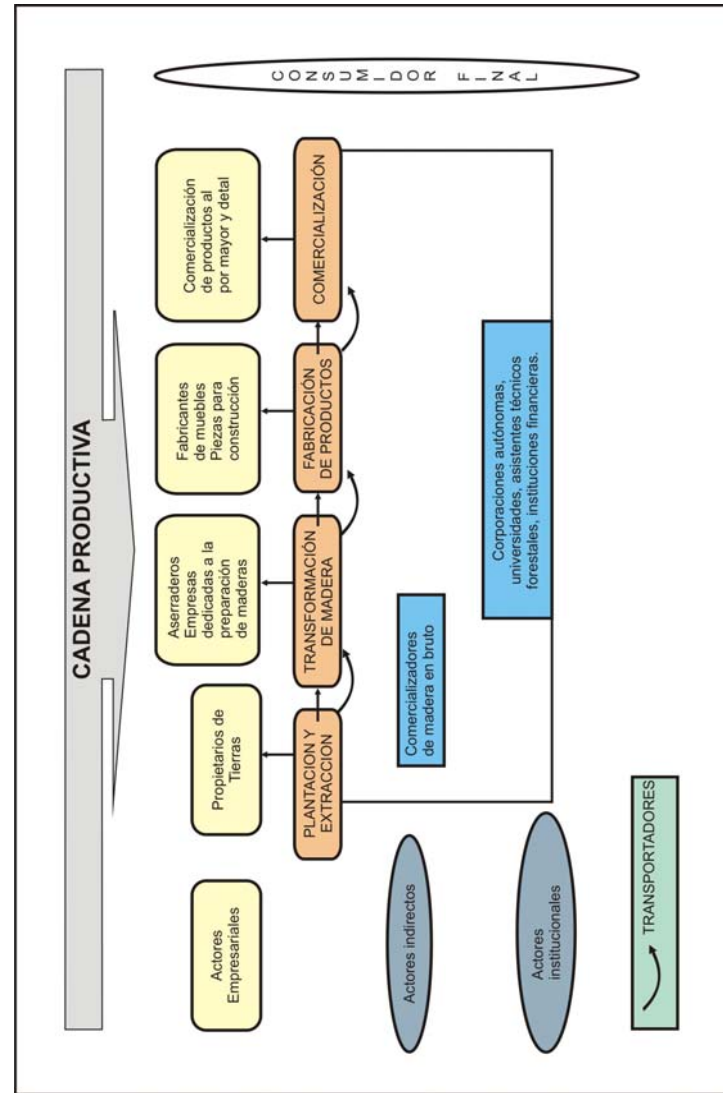 CADENA PRODUCTIVA
Actores
Empresariales
Propietarios de
Tierras
Aserraderos
Empresas
dedicadas a la
preparación
de maderas
Fabricantes
de muebles
Piezas para
construcción
Comercialización
de productos al
por mayor y detal
PLANTACION Y
EXTRACCION
TRANSFORMACIÓN
DE MADERA
FABRICACIÓN
DE PRODUCTOS
COMERCIALIZACIÓN
CONSUMIDOR FINAL
Actores indirectos
Comercializadores
de madera en bruto
Actores
institucionales
Corporaciones autónomas,
universidades, asistentes técnicos
forestales, instituciones financieras.
TRANSPORTADORES